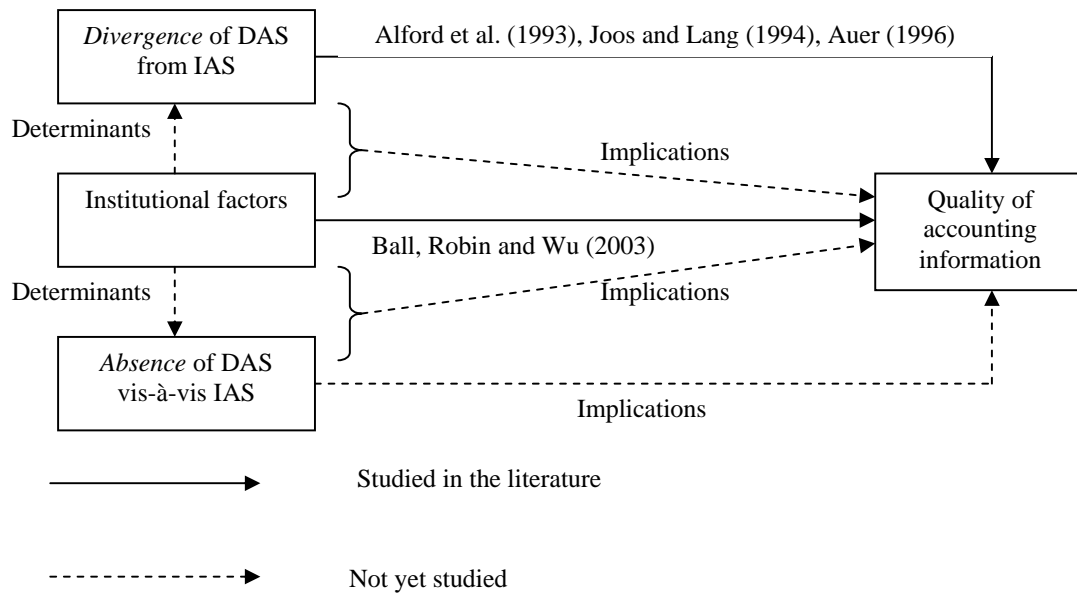 Divergence of DAS
from IAS
Alford et al. (1993), Joos and Lang (1994), Auer (1996)
Determinants
Implications
Institutional factors
Quality of
accounting
information
Ball, Robin and Wu (2003)
Determinants
Implications
Absence of DAS
vis-à-vis IAS
Implications
Studied in the literature
Not yet studied